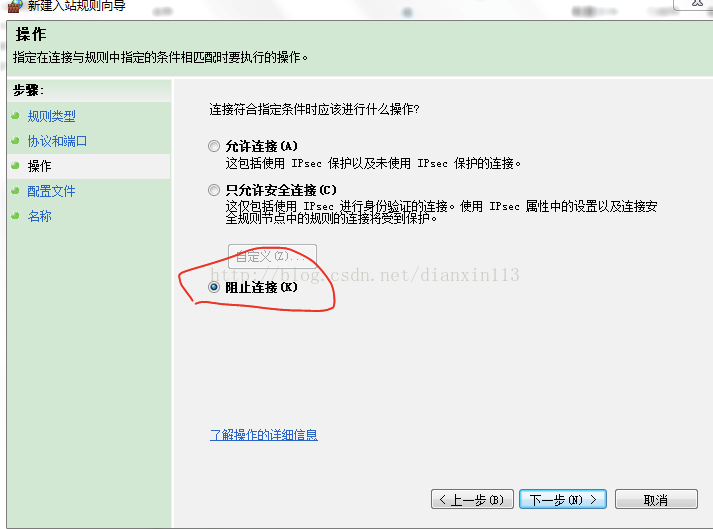 新建入站规则向导
操作
指定在连接与规则中指定的条件相匹配时要执行的操作。
步骤:
规则类型
协议和端口
操作
配置文件
名称
连接符合指定条件时应该进行什么操作?
允许连接(A)
这包括使用 IPsec 保护以及未使用 IPsec 保护的连接。
只允许安全连接(C)
这仅包括使用 IPsec 进行身份验证的连接。使用 IPsec 属性中的设置以及连接安
全规则节点中的规则的连接将受到保护。
自定义(Z)...
http://blog.csdn.net/dianxin113
阻止连接(K)
了解操作的详细信息
< 上一步(B)
下一步(N) >
取消